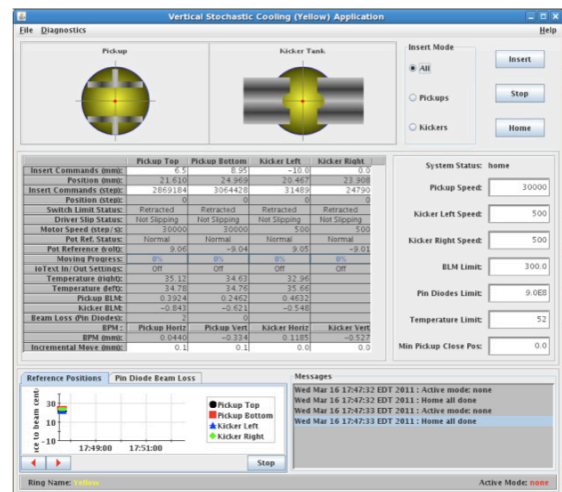 Vertical Stochastic Cooling (Yellow) Application
File Diagnostics Help
Pickup
Kicker Tank
Insert Mode
All
Pickups
Kickers
Insert
Stop
Home
Pickup Top Pickup Bottom Kicker Left Kicker Right
Insert Commands (mm): 6.5 8.95 -10.0 0.0
Position (mm): 21.610 24.969 20.467 23.908
Insert Commands (step): 2869184 3064428 31489 24790
Position (step): 0 0 0 0
Switch Limit Status: Retracted Retracted Retracted Retracted
Driver Slip Status: Not Slipping Not Slipping Not Slipping Not Slipping
Motor Speed (step/s): 30000 30000 500 500
Pot Ref. Status: Normal Normal Normal Normal
Pot Reference (volt): 9.06 -9.04 9.05 -9.01
Moving Progress: 0% 0% 0% 0%
IoText In/Out Settings: Off Off Off Off
Temperature (right): 35.12 34.63 32.96
Temperature (left): 34.78 34.76 35.66
Pickup BLM: 0.3924 0.2462 0.4632
Kicker BLM: -0.843 -0.621 -0.548
Beam Loss (Pin Diodes): 2 0
BPM : Pickup Horiz Pickup Vert Kicker Horiz Kicker Vert
BPM (mm): 0.0440 -0.334 0.1185 -0.527
Incremental Move (mm): 0.1 0.1 0.0 0.0
System Status: home
Pickup Speed: 30000
Kicker Left Speed: 500
Kicker Right Speed: 500
BLM Limit: 300.0
Pin Diodes Limit: 9.0E8
Temperature Limit: 52
Min Pickup Close Pos: 0.0
Reference Positions Pin Diode Beam Loss
ice to beam cent
30
10
-10
17:49:00 17:51:00
Pickup Top
Pickup Bottom
Kicker Left
Kicker Right
Stop
Messages
Wed Mar 16 17:47:32 EDT 2011 : Active mode: none
Wed Mar 16 17:47:32 EDT 2011 : Home all done
Wed Mar 16 17:47:33 EDT 2011 : Active mode: none
Wed Mar 16 17:47:33 EDT 2011 : Home all done
Ring Name: Yellow Active Mode: none